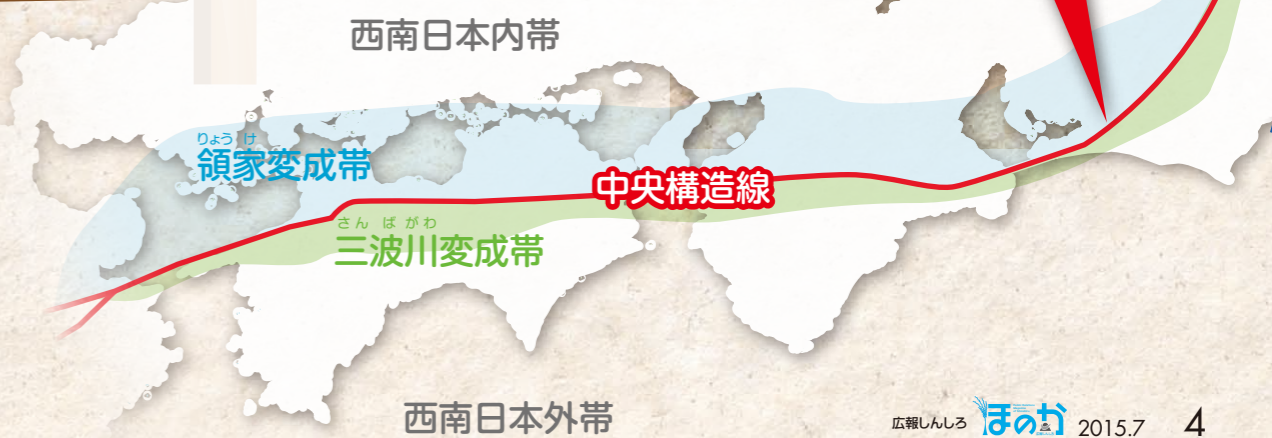 西南日本内帯
りょうけ
領家変成帯
中央構造線
さんばがわ
三波川変成帯
西南日本外帯
広報しんしろ ほのか 2015.7 4